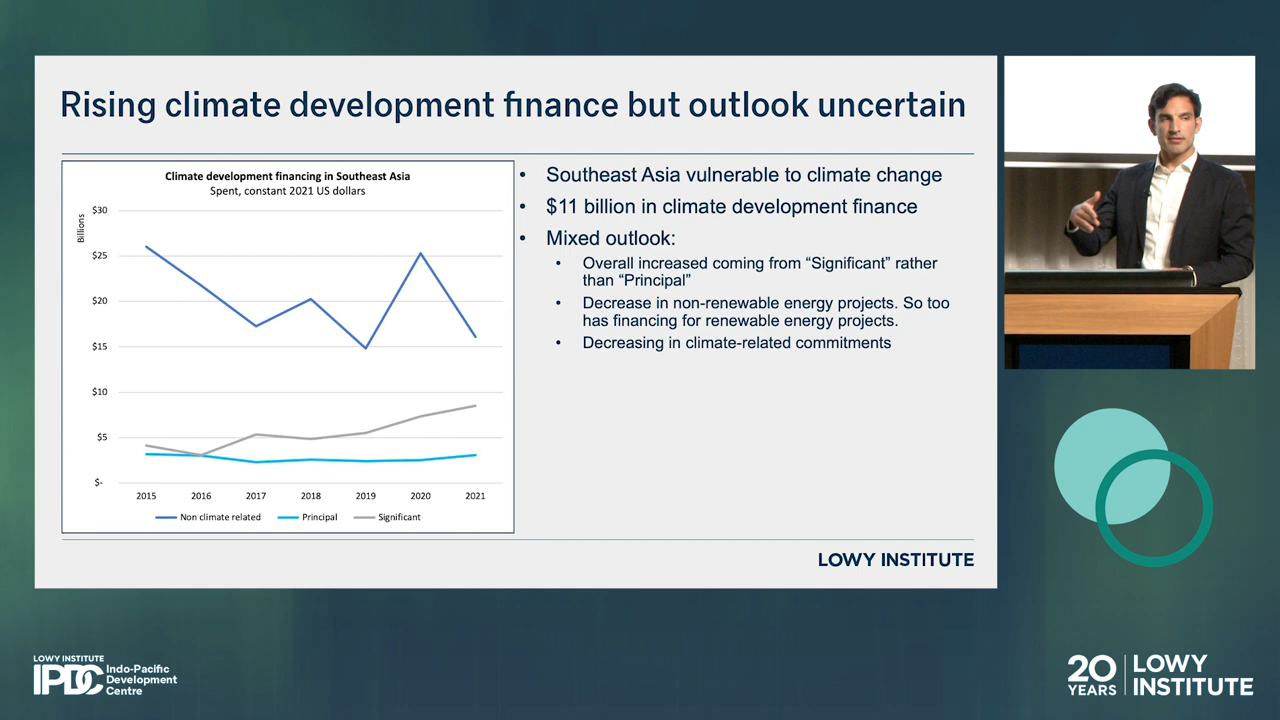 Rising climate development finance but outlook uncertain
Climate development financing in Southeast Asia
Spent, constant 2021 US dollars
Billions
$30
$25
$20
$15
$10
$5
$-
2015 2016 2017 2018 2019 2020 2021
Non climate related Principal Significant
• Southeast Asia vulnerable to climate change
• $11 billion in climate development finance
• Mixed outlook:
• Overall increased coming from “Significant” rather
than “Principal”
• Decrease in non-renewable energy projects. So too
has financing for renewable energy projects.
• Decreasing in climate-related commitments
LOWY INSTITUTE
LOWY INSTITUTE
IPDC
Indo-Pacific
Development
Centre
20
YEARS
LOWY
INSTITUTE